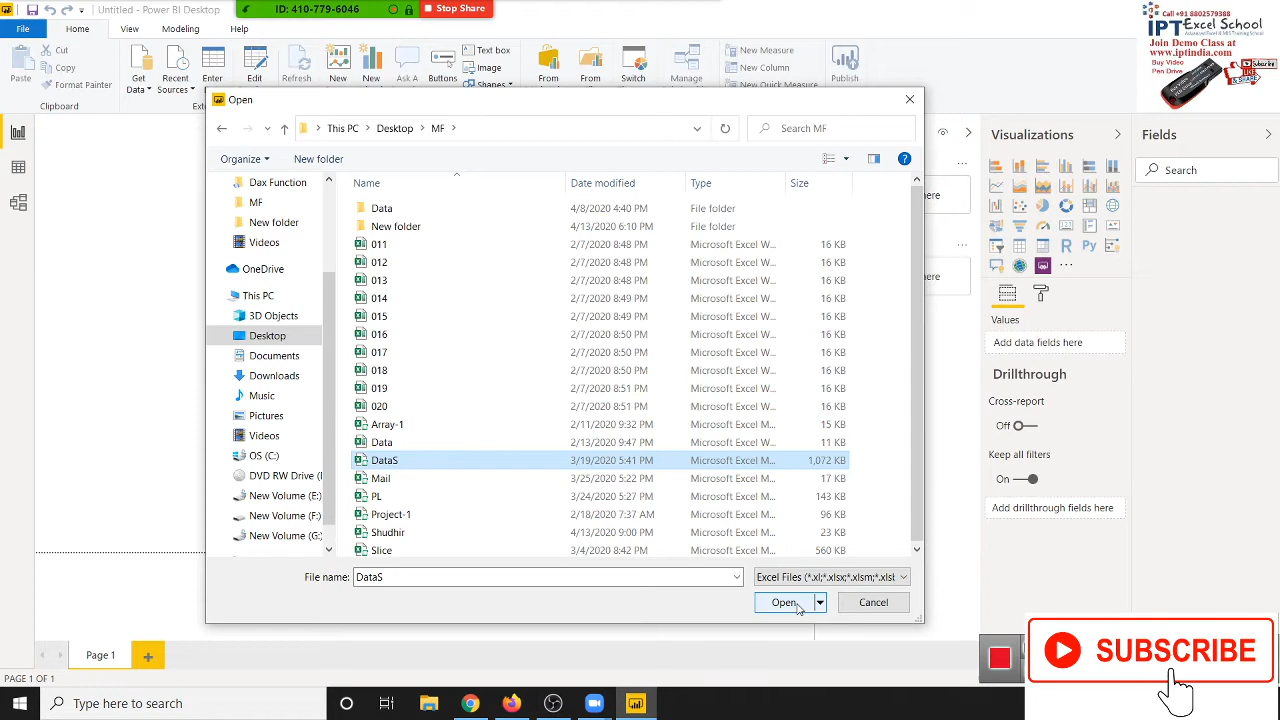 Untitled - Power BI Desktop
ID: 410-779-6046
Stop Share
File
Home
View
Modeling
Help
Paste
Cut
Copy
Format Painter
Clipboard
Get
Data
Recent
Sources
Enter
Edit
Refresh
New
New
Ask A
Buttons
Text box
Image
Shapes
From
From
Switch
Manage
New Measure
New Column
New Quick Measure
Publish
Call +91 8802579388
IPT Excel School
Advanced Excel & MIS Training School
Join Demo Class at
www.iptindia.com
Buy Video
Pen Drive
Subscribe
Open
This PC
Desktop
MF
Search MF
Organize
New folder
Name
Date modified
Type
Size
Dax Function
MF
New folder
Videos
OneDrive
This PC
3D Obje
Desktop
Documents
Downloads
Music
Pictures
Videos
OS (C:)
DVD RW Drive (
New Volume (E:)
New Volume (F:)
New Volume (G:)
Data 4/8/2020 4:40 PM File folder
New folder 4/13/2020 6:10 PM File folder
011 2/7/2020 8:48 PM Microsoft Excel W... 16 KB
012 2/7/2020 8:48 PM Microsoft Excel W... 16 KB
013 2/7/2020 8:48 PM Microsoft Excel W... 16 KB
014 2/7/2020 8:49 PM Microsoft Excel W... 16 KB
015 2/7/2020 8:49 PM Microsoft Excel W... 16 KB
016 2/7/2020 8:50 PM Microsoft Excel W... 16 KB
017 2/7/2020 8:50 PM Microsoft Excel W... 16 KB
018 2/7/2020 8:50 PM Microsoft Excel W... 16 KB
019 2/7/2020 8:51 PM Microsoft Excel W... 16 KB
020 2/7/2020 8:51 PM Microsoft Excel W... 16 KB
Array-1 2/11/2020 9:32 PM Microsoft Excel M... 15 KB
Data 2/13/2020 9:47 PM Microsoft Excel W... 11 KB
DataS 3/19/2020 5:41 PM Microsoft Excel M... 1,072 KB
Mail 3/25/2020 5:22 PM Microsoft Excel M... 17 KB
PL 3/24/2020 5:27 PM Microsoft Excel M... 143 KB
Project-1 2/18/2020 7:37 AM Microsoft Excel M... 96 KB
Shudhir 4/13/2020 9:00 PM Microsoft Excel M... 23 KB
Slice 3/4/2020 8:42 PM Microsoft Excel M... 560 KB
File name:
DataS
Excel Files (*.xl;*.xlsx;*.xlsm;*.xlsb
Open
Cancel
here
here
Visualizations
Fields
Search
R
Py
Values
Add data fields here
Drillthrough
Cross-report
Off
Keep all filters
On
Add drillthrough fields here
Page 1
PAGE 1 OF 1
SUBSCRIBE
Type here to search